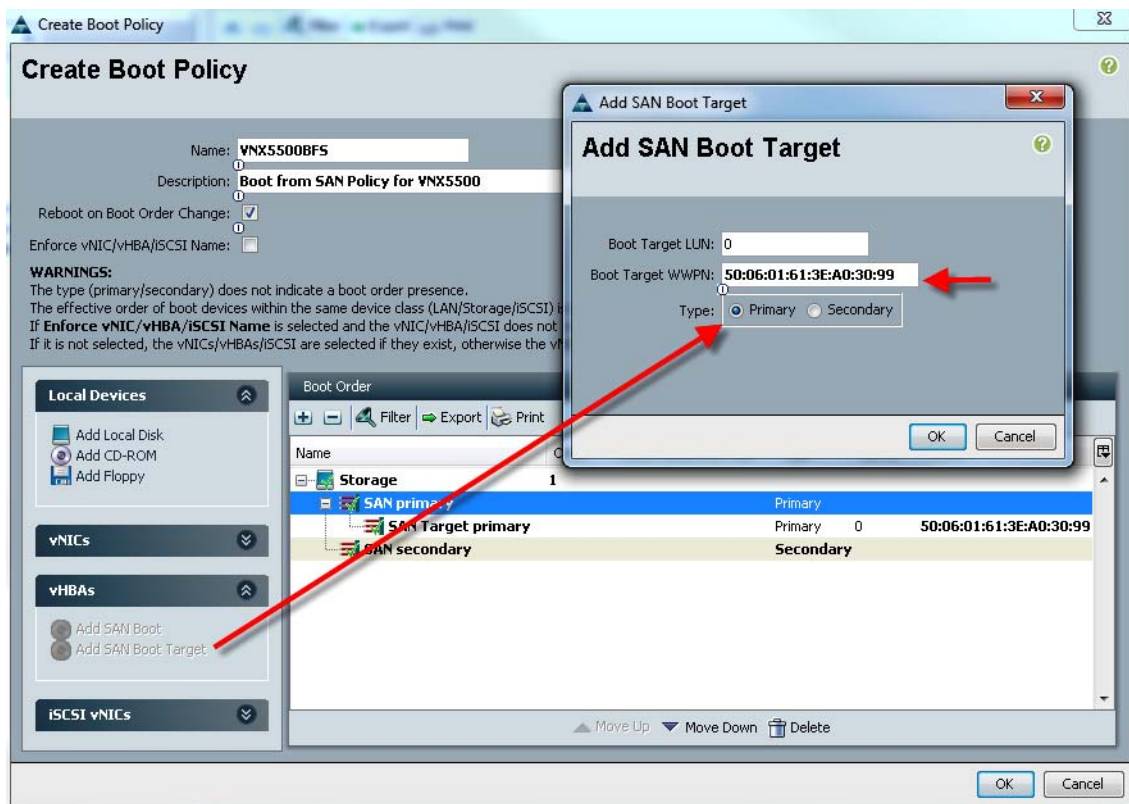 Create Boot Policy
Create Boot Policy
Name: VNX5500BFS
Description: Boot from SAN Policy for VNX5500
Reboot on Boot Order Change:
Enforce vNIC/vHBA/iSCSI Name:
WARNINGS:
The type (primary/secondary) does not indicate a boot order presence.
The effective order of boot devices within the same device class (LAN/Storage/iSCSI)
If Enforce vNIC/vHBA/iSCSI Name is selected and the vNIC/vHBA/iSCSI does not
If it is not selected, the vNICs/vHBAs/iSCSI are selected if they exist, otherwise the
Add SAN Boot Target
Add SAN Boot Target
Boot Target LUN: 0
Boot Target WWPN: 50:06:01:61:3E:A0:30:99
Type: Primary Secondary
OK Cancel
Local Devices
Add Local Disk
Add CD-ROM
Add Floppy
vNICs
vHBAs
Add SAN Boot
Add SAN Boot Target
iSCSI vNICs
Boot Order
Filter Export Print
Name
Storage 1
SAN primary Primary
SAN Target primary Primary 0 50:06:01:61:3E:A0:30:99
SAN secondary Secondary
Move Up Move Down Delete
OK Cancel